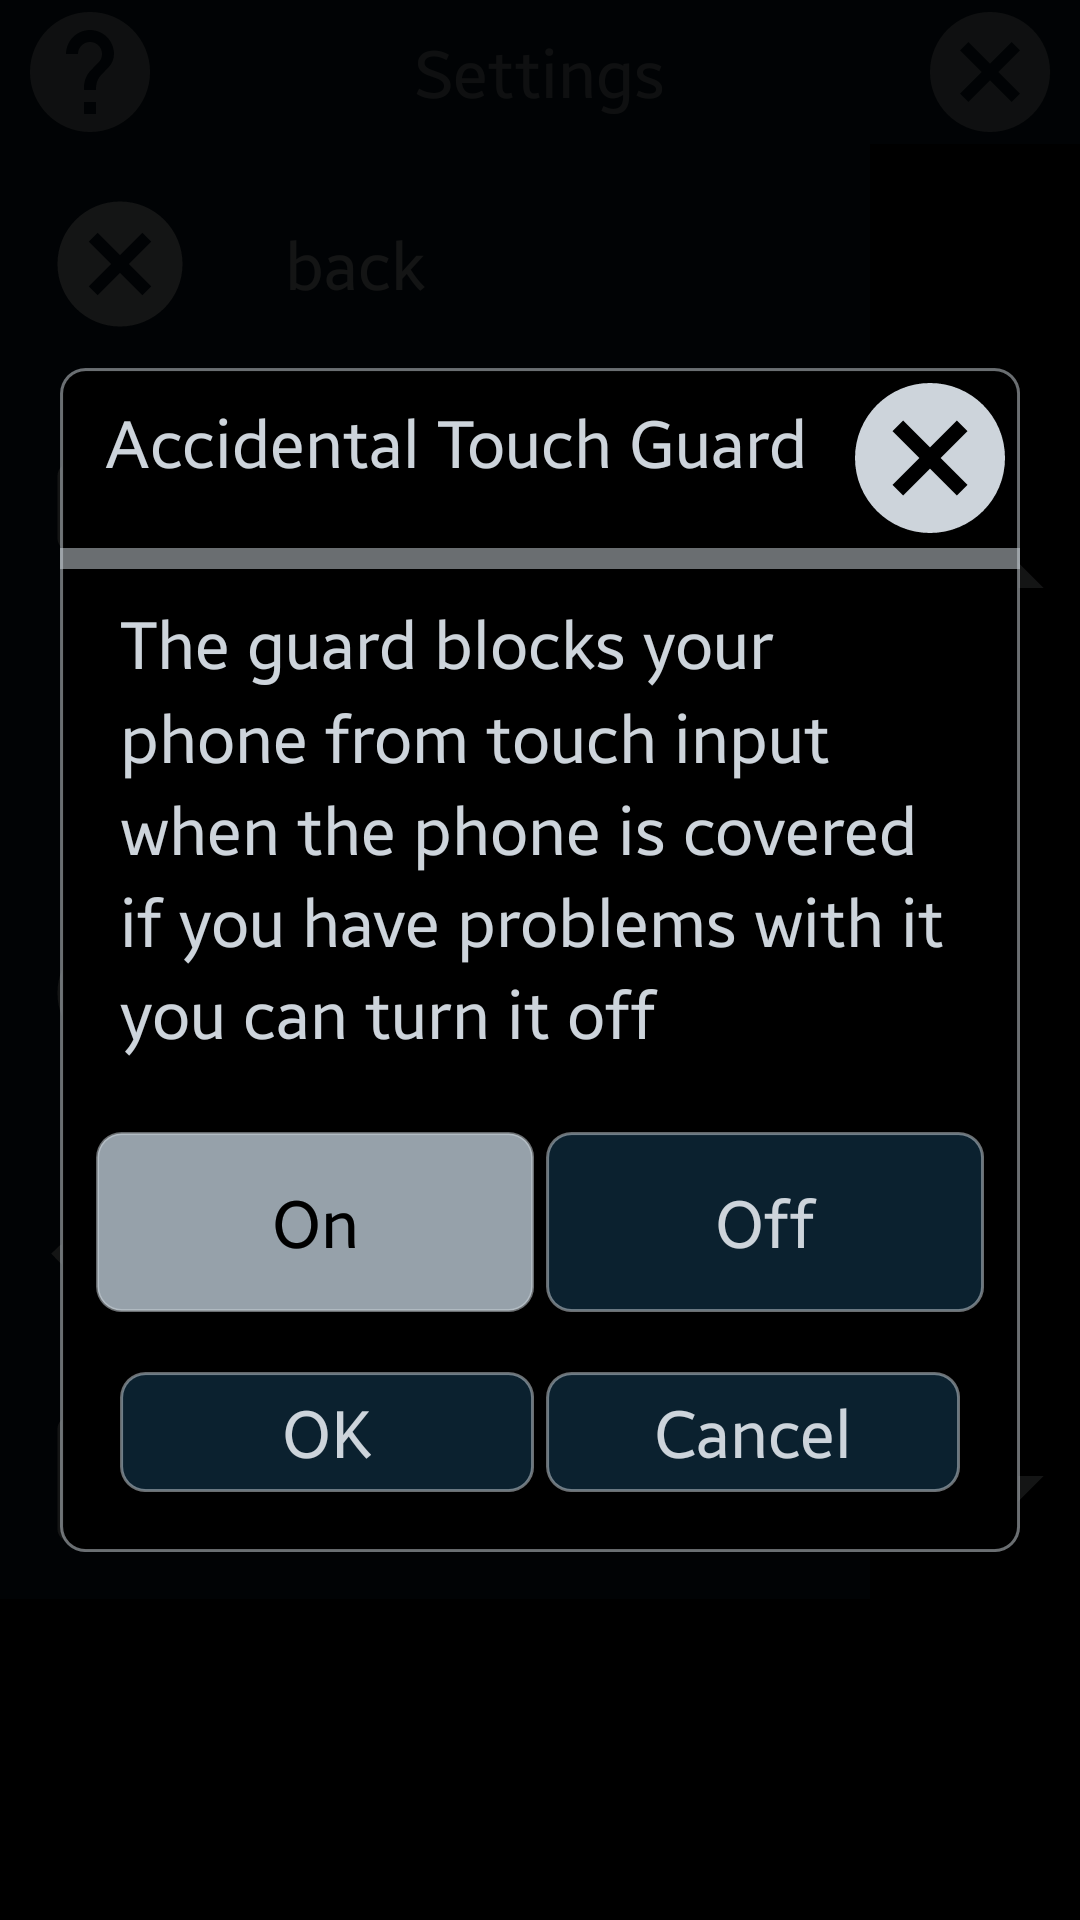 Settings
back
Accidental Touch Guard
The guard blocks your
phone from touch input
when the phone is covered
if you have problems with it
you can turn it off
On
Off
OK
Cancel